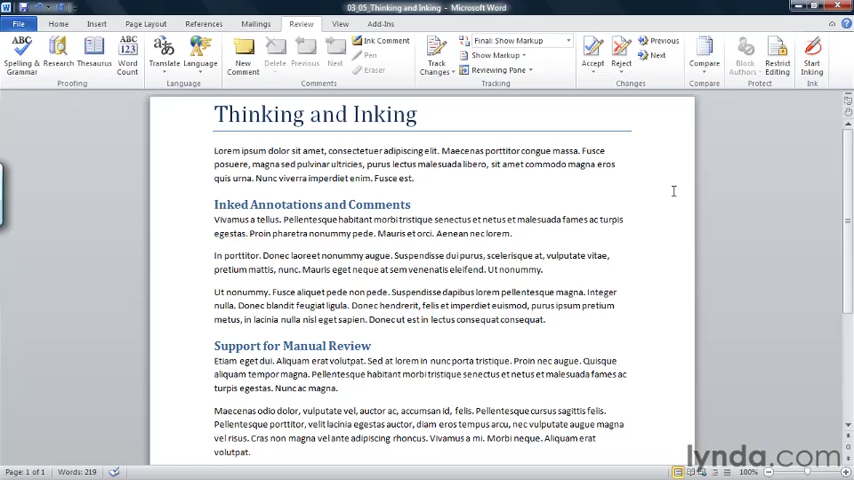 03_05_Thinking and Inking - Microsoft Word
File Home Insert Page Layout References Mailings Review View Add-Ins
Spelling & Grammar Research Thesaurus Word Count Translate Language New Comment Delete Previous Next Ink Comment Pen Eraser Track Changes Final: Show Markup Show Markup Reviewing Pane Accept Reject Previous Next Compare Block Authors Restrict Editing Start Inking
Proofing Language Comments Tracking Changes Compare Protect Ink
Thinking and Inking
Lorem ipsum dolor sit amet, consectetuer adipiscing elit. Maecenas porttitor congue massa. Fusce
posuere, magna sed pulvinar ultricies, purus lectus malesuada libero, sit amet commodo magna eros
quis urna. Nunc viverra imperdiet enim. Fusce est.
Inked Annotations and Comments
Vivamus a tellus. Pellentesque habitant morbi tristique senectus et netus et malesuada fames ac turpis
egestas. Proin pharetra nonummy pede. Mauris et orci. Aenean nec lorem.
In porttitor. Donec laoreet nonummy augue. Suspendisse dui purus, scelerisque at, vulputate vitae,
pretium mattis, nunc. Mauris eget neque at sem venenatis eleifend. Ut nonummy.
Ut nonummy. Fusce aliquet pede non pede. Suspendisse dapibus lorem pellentesque magna. Integer
nulla. Donec blandit feugiat ligula. Donec hendrerit, felis et imperdiet euismod, purus ipsum pretium
metus, in lacinia nulla nisl eget sapien. Donec ut est in lectus consequat consequat.
Support for Manual Review
Etiam eget dui. Aliquam erat volutpat. Sed at lorem in nunc porta tristique. Proin nec augue. Quisque
aliquam tempor magna. Pellentesque habitant morbi tristique senectus et netus et malesuada fames ac
turpis egestas. Nunc ac magna.
Maecenas odio dolor, vulputate vel, auctor ac, accumsan id, felis. Pellentesque cursus sagittis felis.
Pellentesque porttitor, velit lacinia egestas auctor, diam eros tempus arcu, nec vulputate augue magna
vel risus. Cras non magna vel ante adipiscing rhoncus. Vivamus a mi. Morbi neque. Aliquam erat
volutpat.
lynda.com
Page: 1 of 1 Words: 219 100%